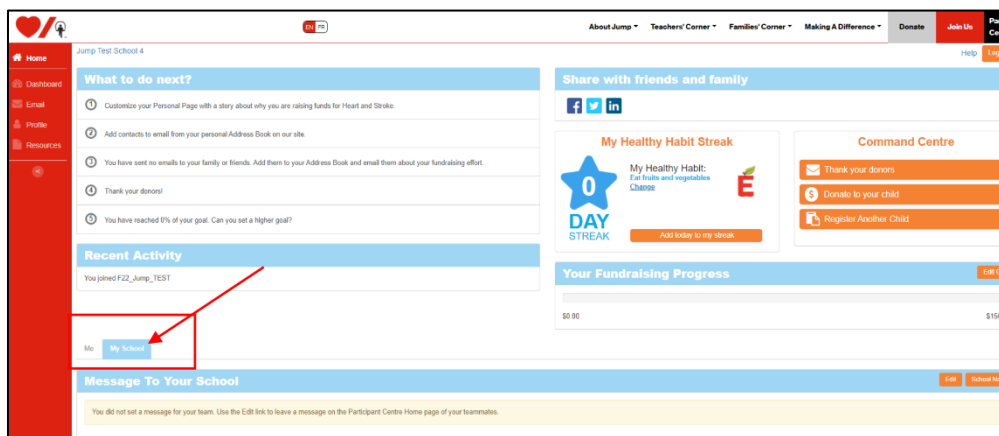 EN FR
About Jump
Teachers' Corner
Families' Corner
Making A Difference
Donate
Join Us
Home
Dashboard
Email
Profile
Resources
Jump Test School 4
Help
What to do next?
1 Customize your Personal Page with a story about why you are raising funds for Heart and Stroke.
2 Add contacts to email from your personal Address Book on our site.
3 You have sent no emails to your family or friends. Add them to your Address Book and email them about your fundraising effort.
4 Thank your donors!
5 You have reached 0% of your goal. Can you set a higher goal?
Recent Activity
You joined F22_Jump_TEST
Share with friends and family
My Healthy Habit Streak
0
DAY
STREAK
My Healthy Habit:
Eat fruits and vegetables
Change
Add today to my streak
Command Centre
Thank your donors
Donate to your child
Register Another Child
Your Fundraising Progress
Edit
$0.00
Me
My School
Message To Your School
Edit
School
You did not set a message for your team. Use the Edit link to leave a message on the Participant Centre Home page of your teammates.